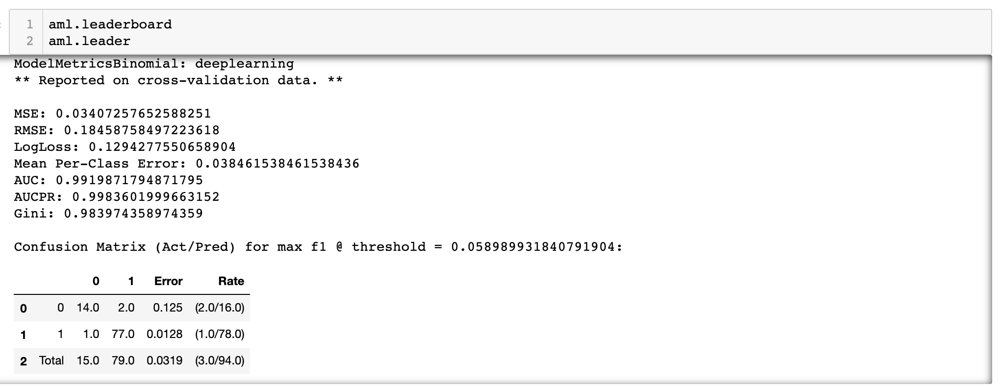 1 aml.leaderboard
2 aml.leader
ModelMetricsBinomial: deeplearning
** Reported on cross-validation data. **
MSE: 0.03407257652588251
RMSE: 0.18458758497223618
LogLoss: 0.1294277550658904
Mean Per-Class Error: 0.038461538461538436
AUC: 0.9919871794871795
AUCPR: 0.9983601999663152
Gini: 0.983974358974359
Confusion Matrix (Act/Pred) for max f1 @ threshold = 0.058989931840791904:
0 1 Error Rate
0 0 14.0 2.0 0.125 (2.0/16.0)
1 1 1.0 77.0 0.0128 (1.0/78.0)
2 Total 15.0 79.0 0.0319 (3.0/94.0)